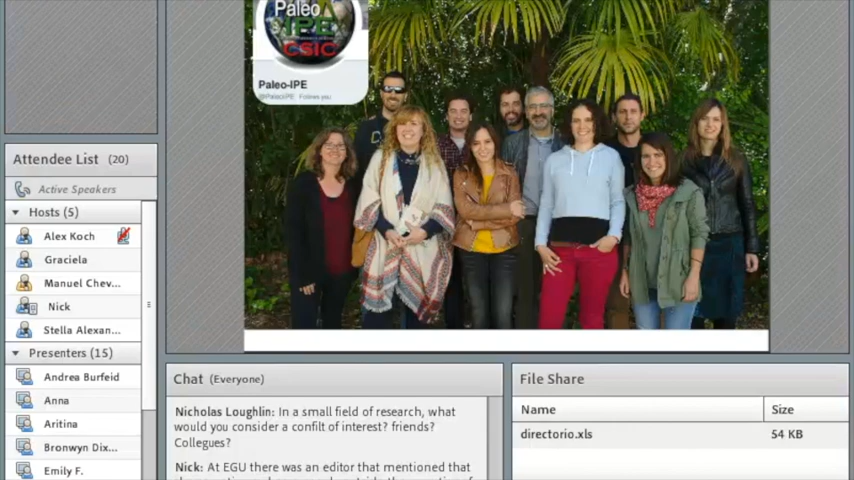 Paleo
IPE
CSIC
Paleo-IPE
@PaleoIPE Follows you
Attendee List (20)
Active Speakers
Hosts (5)
Alex Koch
Graciela
Manuel Chev...
Nick
Stella Alexan...
Presenters (15)
Andrea Burfeid
Anna
Aritina
Bronwyn Dix...
Emily F.
Chat (Everyone)
Nicholas Loughlin: In a small field of research, what
would you consider a confilt of interest? friends?
Collegues?
Nick: At EGU there was an editor that mentioned that
File Share
Name
Size
directorio.xls
54 KB